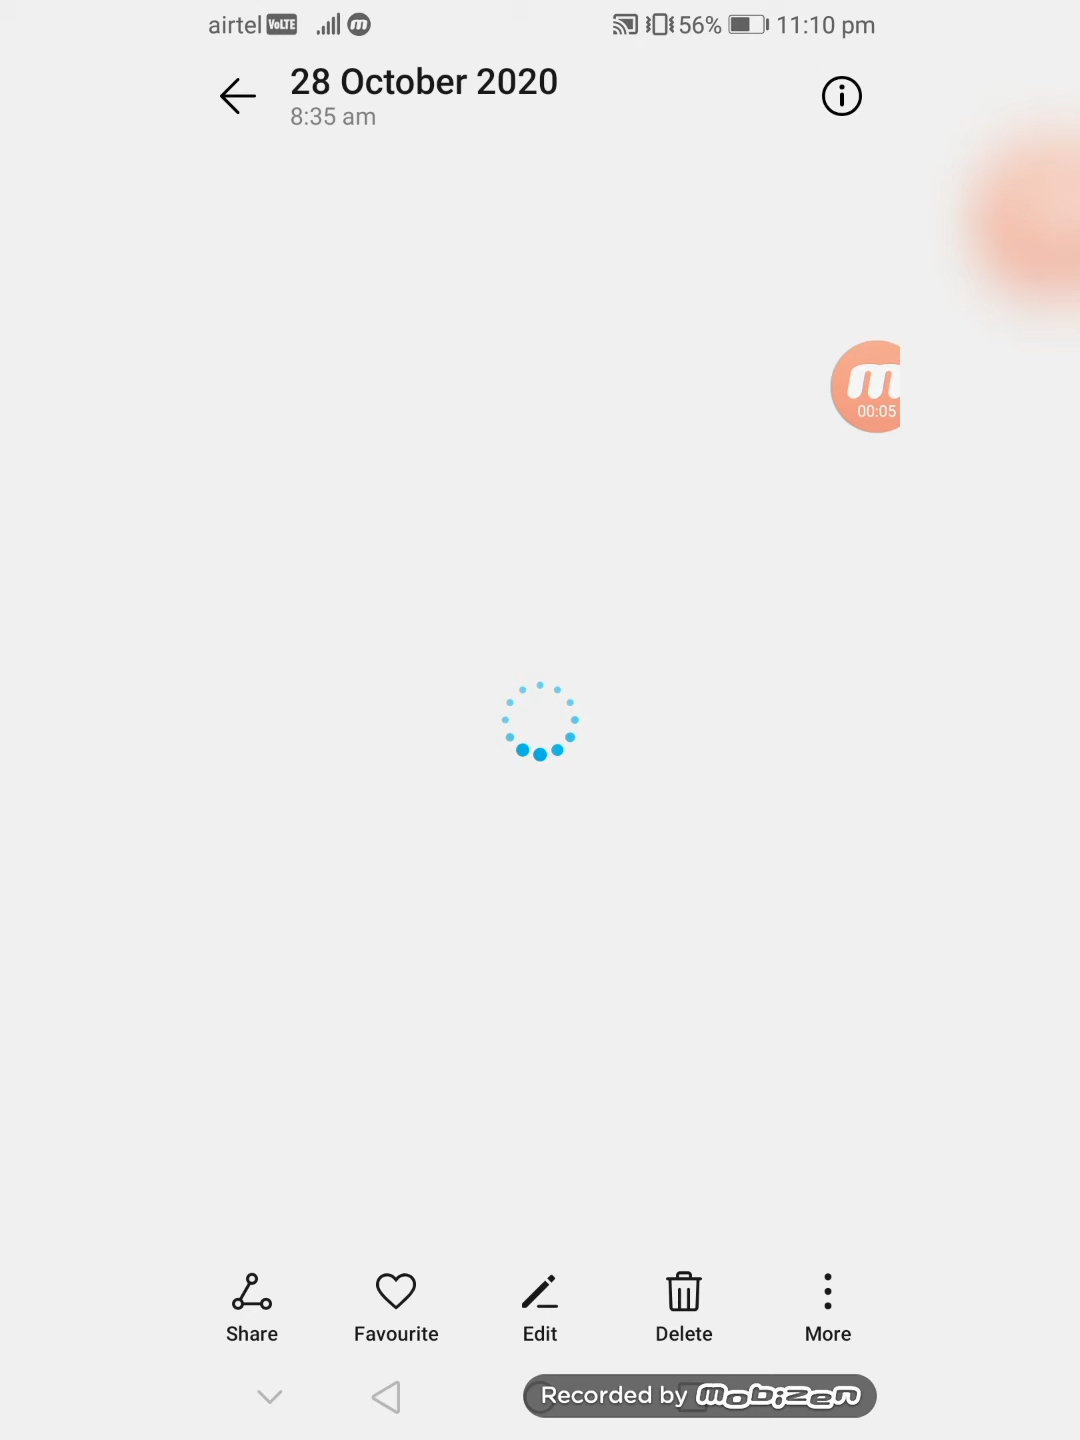 airtel VoLTE m 56% 11:10 pm
28 October 2020
8:35 am
m
00:05
Share Favourite Edit Delete More
Recorded by mobizen